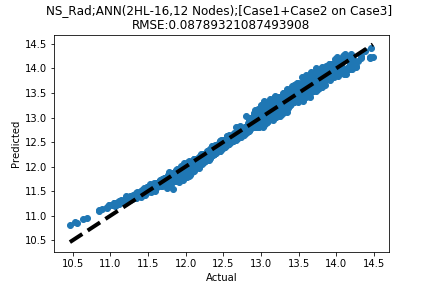 NS_Rad;ANN(2HL-16,12 Nodes);[Case1+Case2 on Case3]
RMSE:0.08789321087493908
14.5
14.0
13.5
13.0
12.5
12.0
11.5
11.0
10.5
Predicted
10.5 11.0 11.5 12.0 12.5 13.0 13.5 14.0 14.5
Actual